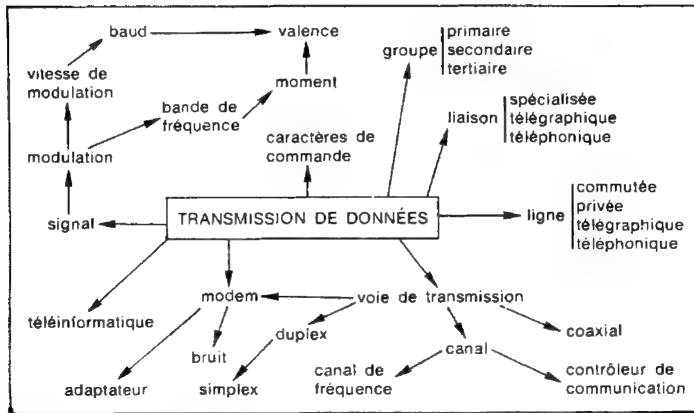 baud
valence
groupe
primaire
secondaire
tertiaire
vitesse de
modulation
moment
bande de
fréquence
liaison
spécialisée
télégraphique
téléphonique
modulation
caractères de
commande
signal
TRANSMISSION DE DONNÉES
ligne
commutée
privée
télégraphique
téléphonique
téléinformatique
modem
voie de transmission
duplex
coaxial
bruit
canal
adaptateur
simplex
canal de
fréquence
contrôleur de
communication